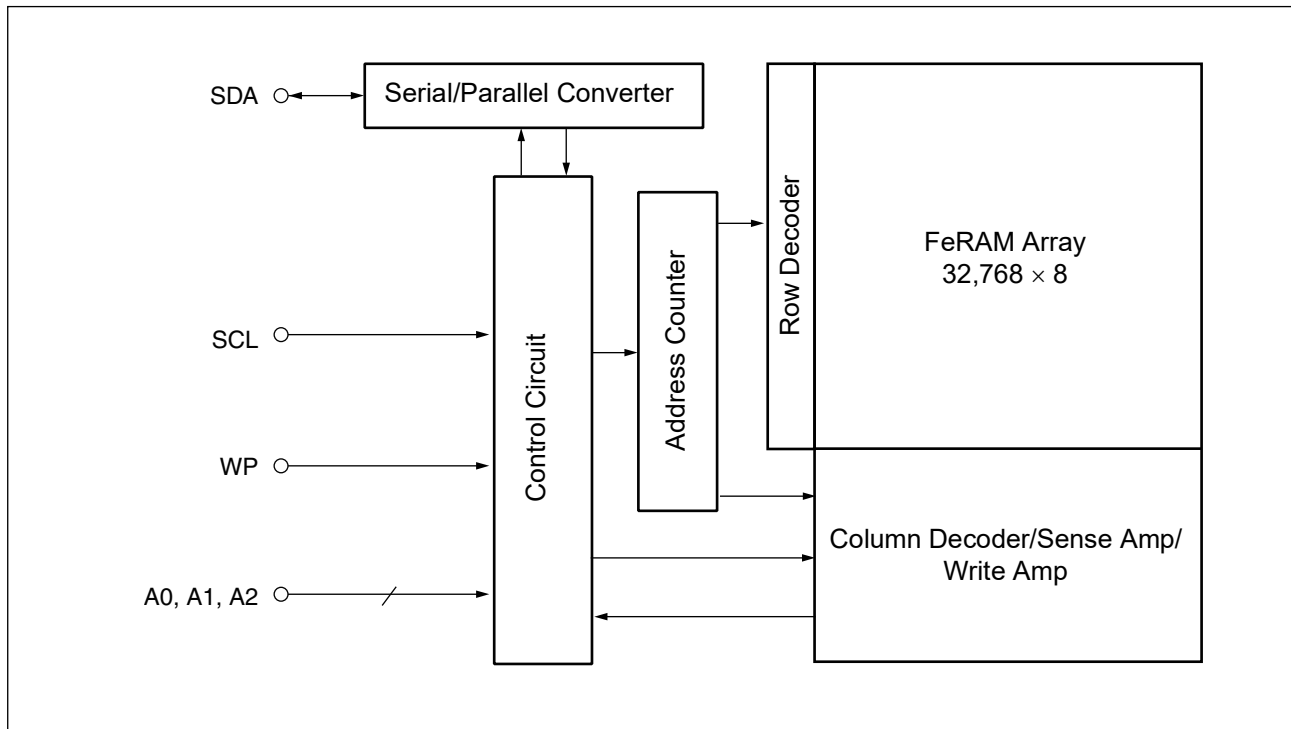 SDA
Serial/Parallel Converter
SCL
WP
A0, A1, A2
Control Circuit
Address Counter
Row Decoder
FeRAM Array
32,768 × 8
Column Decoder/Sense Amp/
Write Amp